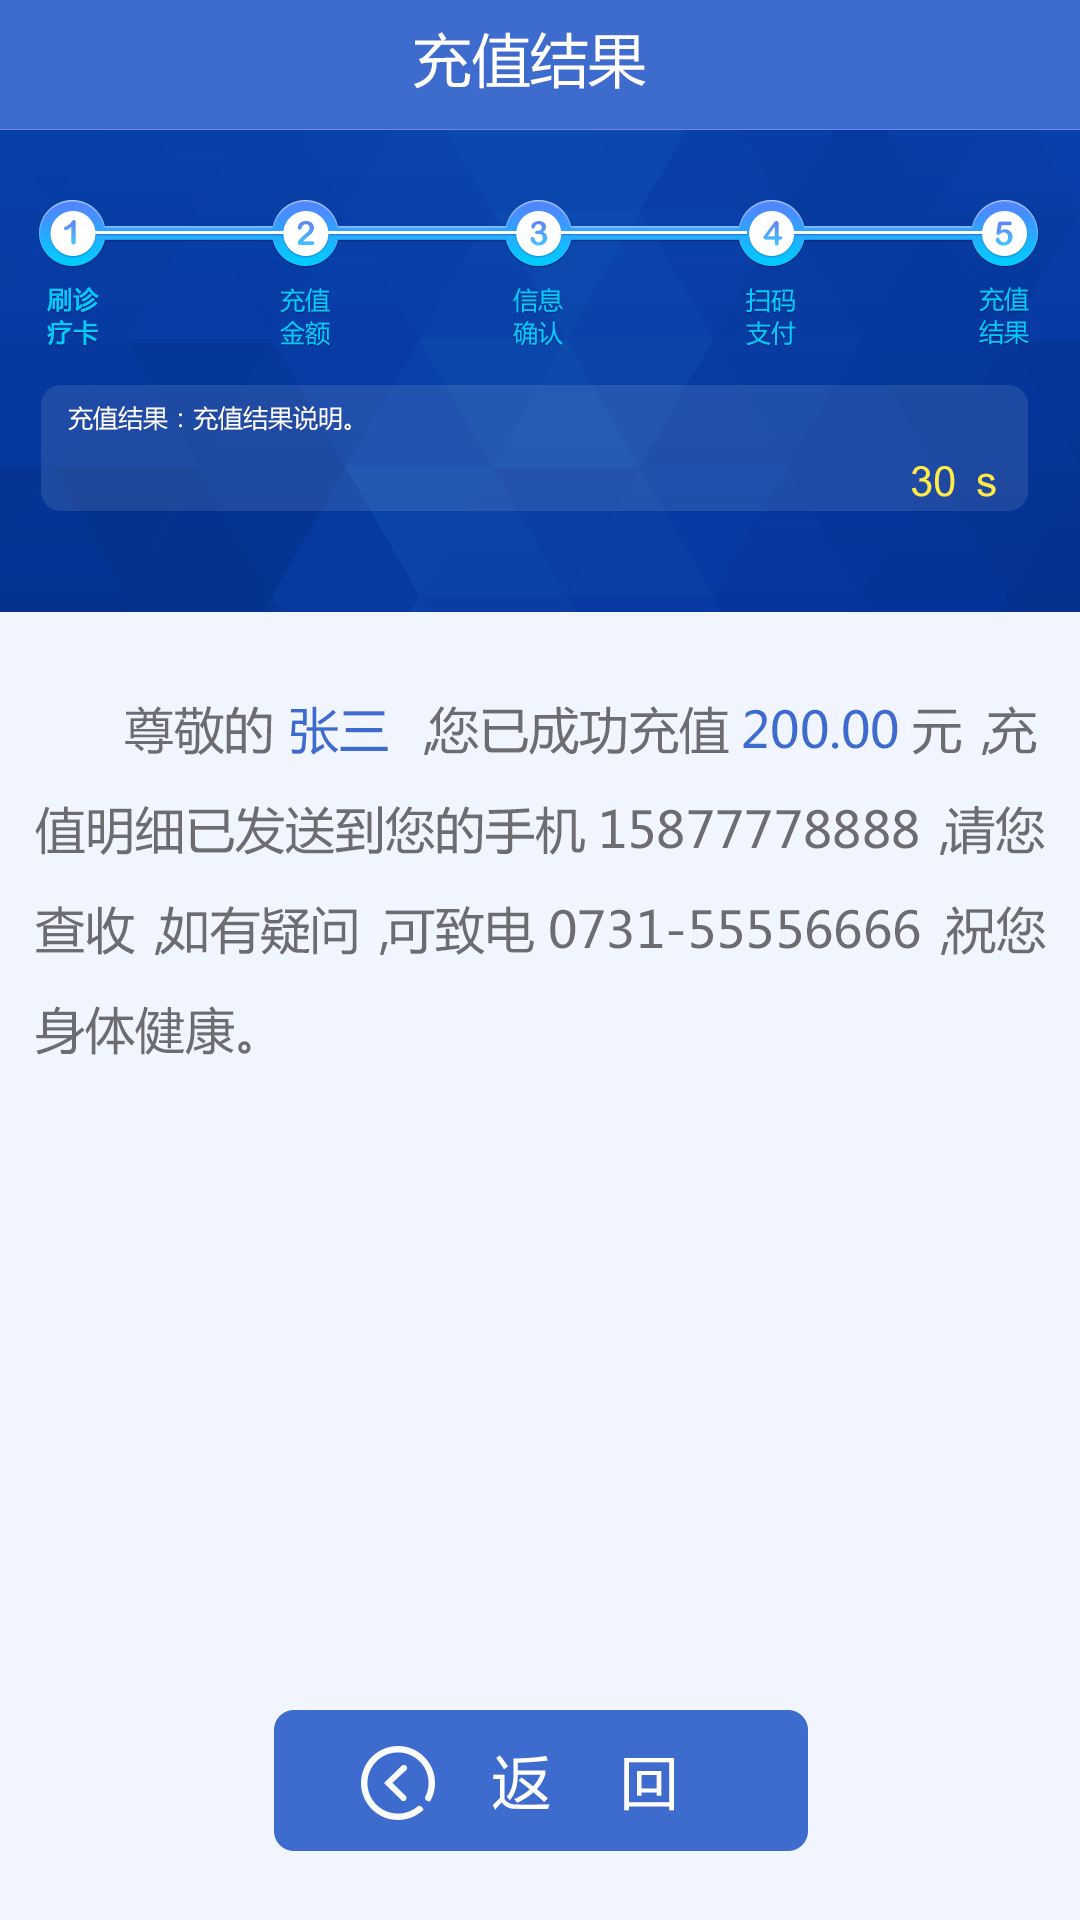 充值结果
1 2 3 4 5
刷诊 充值 信息 扫码 充值
疗卡 金额 确认 支付 结果
充值结果：充值结果说明。
30 s
尊敬的 张三 ,您已成功充值 200.00 元 ,充
值明细已发送到您的手机 15877778888 ,请您
查收 ,如有疑问 ,可致电 0731-55556666 ,祝您
身体健康。
返 回